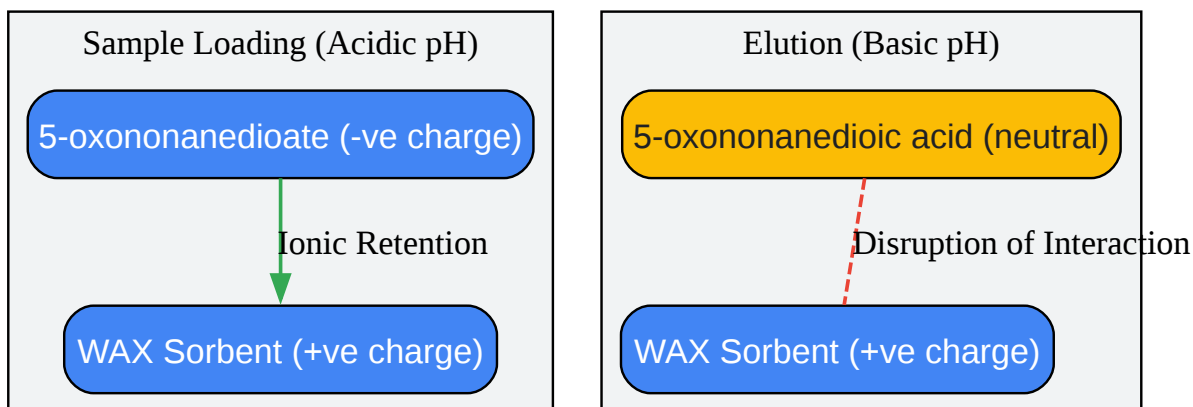 Sample Loading (Acidic pH)
5-oxononanedioate (-ve charge)
Ionic Retention
WAX Sorbent (+ve charge)
Elution (Basic pH)
5-oxononanedioic acid (neutral)
Disruption of Interaction
WAX Sorbent (+ve charge)